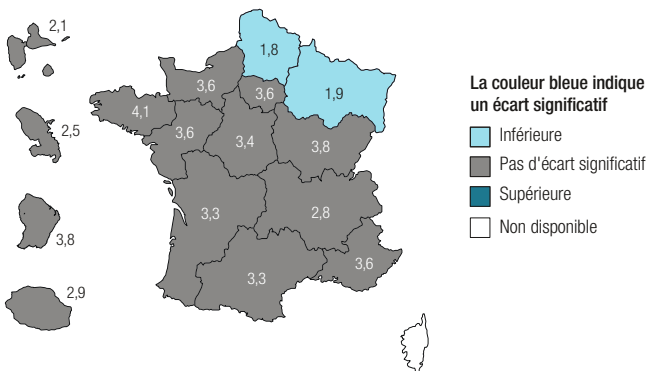 2,1
1,8
3,6
3,6
1,9
4,1
3,6
3,4
3,8
2,5
3,3
2,8
3,8
3,3
3,6
2,9
La couleur bleue indique
un écart significatif
Inférieure
Pas d'écart significatif
Supérieure
Non disponible